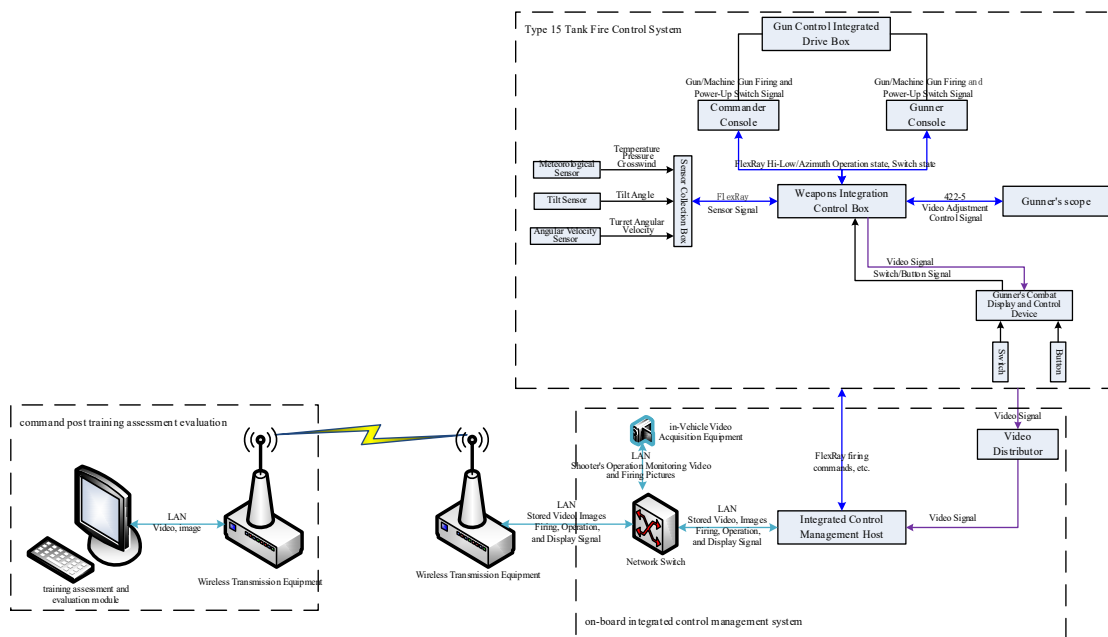 Type 15 Tank Fire Control System
Gun Control Integrated
Drive Box
Gun/Machine Gun Firing and
Power-Up Switch Signal
Gun/Machine Gun Firing and
Power-Up Switch Signal
Commander
Console
Gunner
Console
FlexRay Hi-Low/Azimuth Operation state, Switch state
Meteorological
Sensor
Temperature
Pressure
Crosswind
Tilt Sensor
Tilt Angle
Angular Velocity
Sensor
Turret Angular
Velocity
Sensor Collection Box
FlexRay
Sensor Signal
Weapons Integration
Control Box
422-5
Video Adjustment
Control Signal
Gunner's scope
Video Signal
Switch/Button Signal
Gunner's Combat
Display and Control
Device
Switch
Button
command post training assessment evaluation
LAN
Video, image
training assessment and
evaluation module
Wireless Transmission Equipment
Wireless Transmission Equipment
LAN
Stored Video, Images
Firing, Operation,
and Display Signal
in-Vehicle Video
Acquisition Equipment
LAN
Shooter's Operation Monitoring Video
and Firing Pictures
Network Switch
LAN
Stored Video, Images
Firing, Operation,
and Display Signal
FlexRay firing
commands, etc.
Integrated Control
Management Host
Video Signal
Video
Distributor
Video Signal
on-board integrated control management system